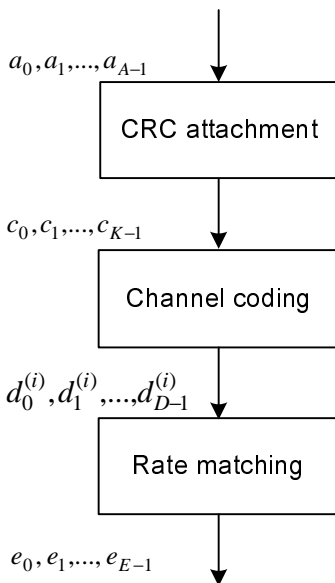 a_0, a_1,..., a_{A-1}
CRC attachment
c_0, c_1,..., c_{K-1}
Channel coding
d_0^{(i)}, d_1^{(i)},..., d_{D-1}^{(i)}
Rate matching
e_0, e_1,..., e_{E-1}